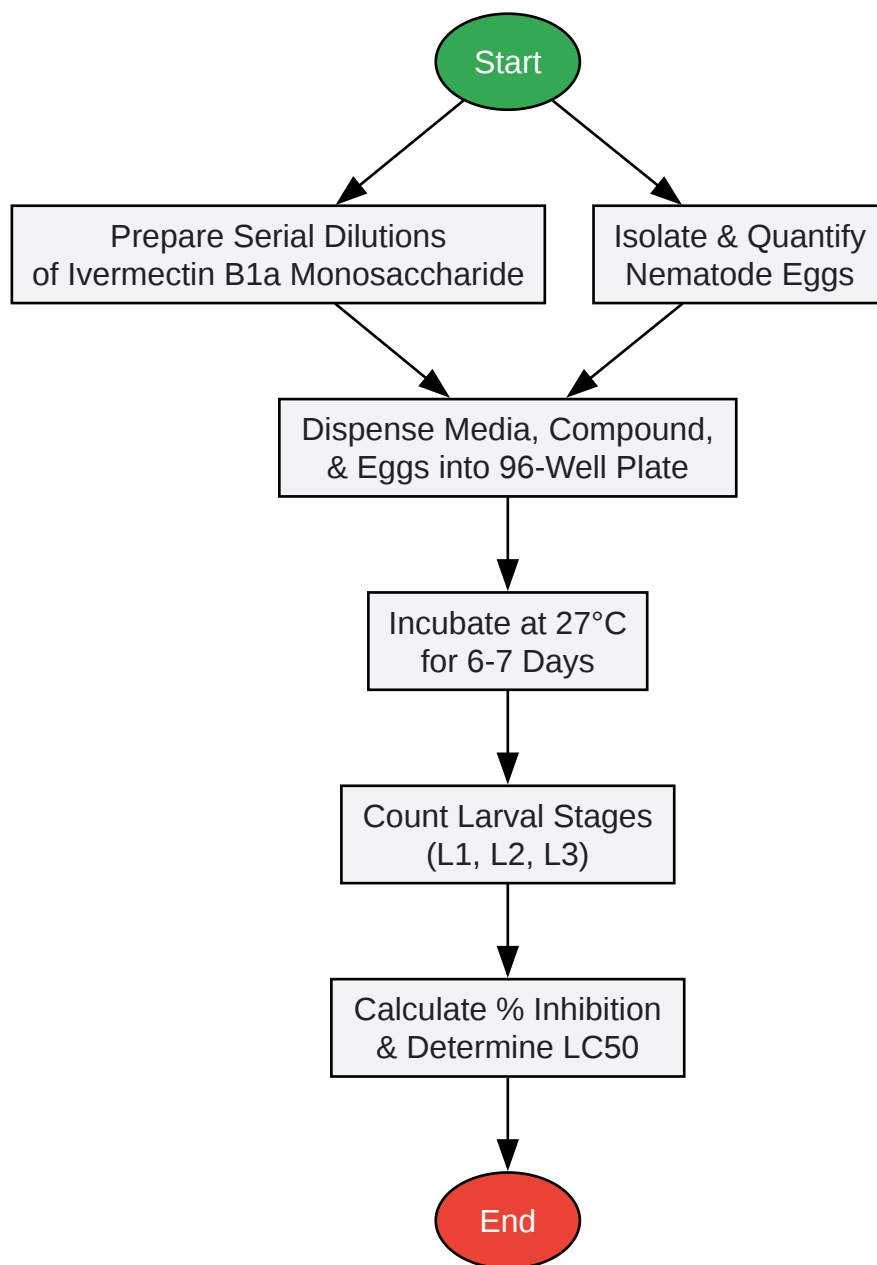 Start
Prepare Serial Dilutions
of Ivermectin B1a Monosaccharide
Isolate & Quantify
Nematode Eggs
Dispense Media, Compound,
& Eggs into 96-Well Plate
Incubate at 27°C
for 6-7 Days
Count Larval Stages
(L1, L2, L3)
Calculate % Inhibition
& Determine LC50
End